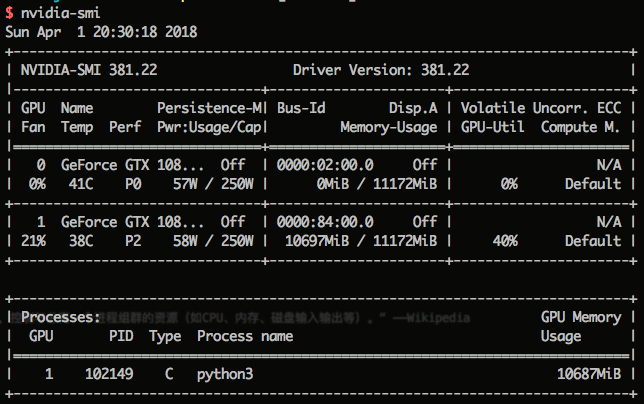 $ nvidia-smi
Sun Apr  1 20:30:18 2018
+-----------------------------------------------------------------------------+
| NVIDIA-SMI 381.22                 Driver Version: 381.22                    |
|-------------------------------+----------------------+----------------------+
| GPU  Name        Persistence-M| Bus-Id        Disp.A | Volatile Uncorr. ECC |
| Fan  Temp  Perf  Pwr:Usage/Cap|         Memory-Usage | GPU-Util  Compute M. |
|===============================+======================+======================|
|   0  GeForce GTX 108...  Off  | 0000:02:00.0     Off |                  N/A |
|  0%   41C    P0    57W / 250W |      0MiB / 11172MiB |      0%      Default |
+-------------------------------+----------------------+----------------------+
|   1  GeForce GTX 108...  Off  | 0000:84:00.0     Off |                  N/A |
| 21%   38C    P2    58W / 250W |  10697MiB / 11172MiB |     40%      Default |
+-------------------------------+----------------------+----------------------+
+-----------------------------------------------------------------------------+
| Processes:                                                       GPU Memory |
进程组群的资源（如CPU、内存、磁盘输入输出等）。” ——Wikipedia
|  GPU       PID  Type  Process name                               Usage      |
|=============================================================================|
|    1    102149    C   python3                                      10687MiB |
+-----------------------------------------------------------------------------+